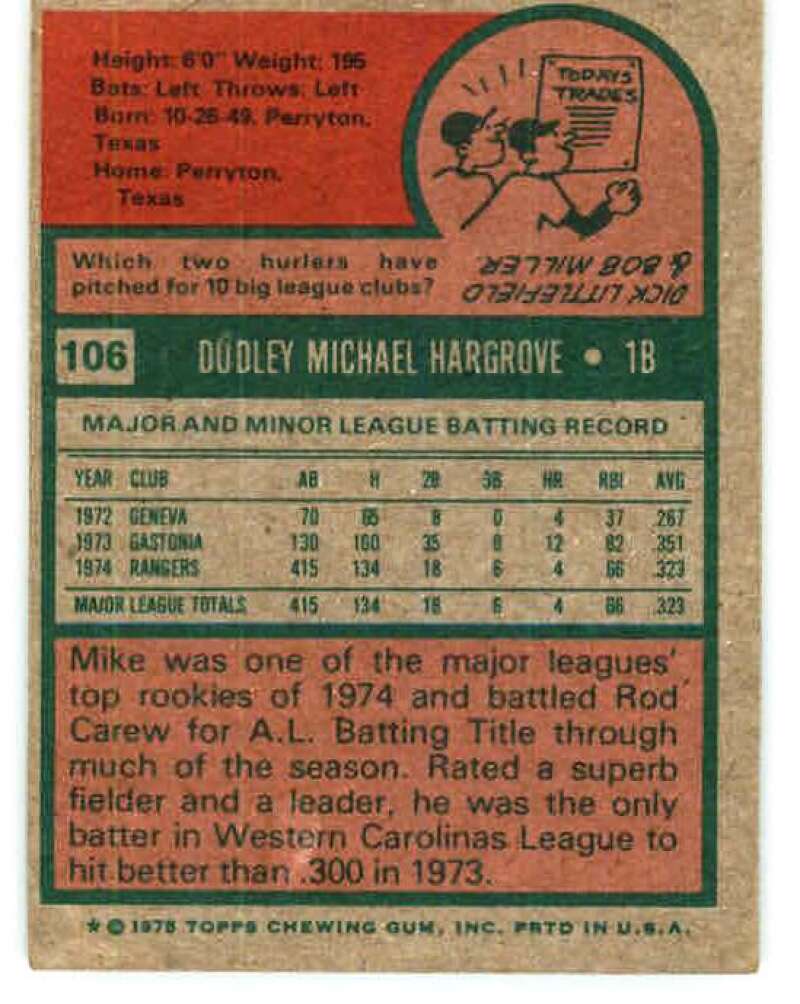 Height: 6'0" Weight: 195
Bats: Left Throws: Left
Born: 10-26-49, Perryton,
Texas
Home: Perryton,
Texas
TODAYS
TRADES
Which two hurlers have
pitched for 10 big league clubs?
DICK LITTLEFIELD
& BOB MILLER.
106 DUDLEY MICHAEL HARGROVE • 1B
MAJOR AND MINOR LEAGUE BATTING RECORD
YEAR CLUB AB H 2B 3B HR RBI AVG
1972 GENEVA 70 65 8 0 4 37 .267
1973 GASTONIA 130 160 35 8 12 82 .351
1974 RANGERS 415 134 18 6 4 66 .323
MAJOR LEAGUE TOTALS 415 134 18 6 4 66 .323
Mike was one of the major leagues'
top rookies of 1974 and battled Rod
Carew for A.L. Batting Title through
much of the season. Rated a superb
fielder and a leader, he was the only
batter in Western Carolinas League to
hit better than .300 in 1973.
★ © 1975 TOPPS CHEWING GUM, INC. PRTD IN U.S.A.